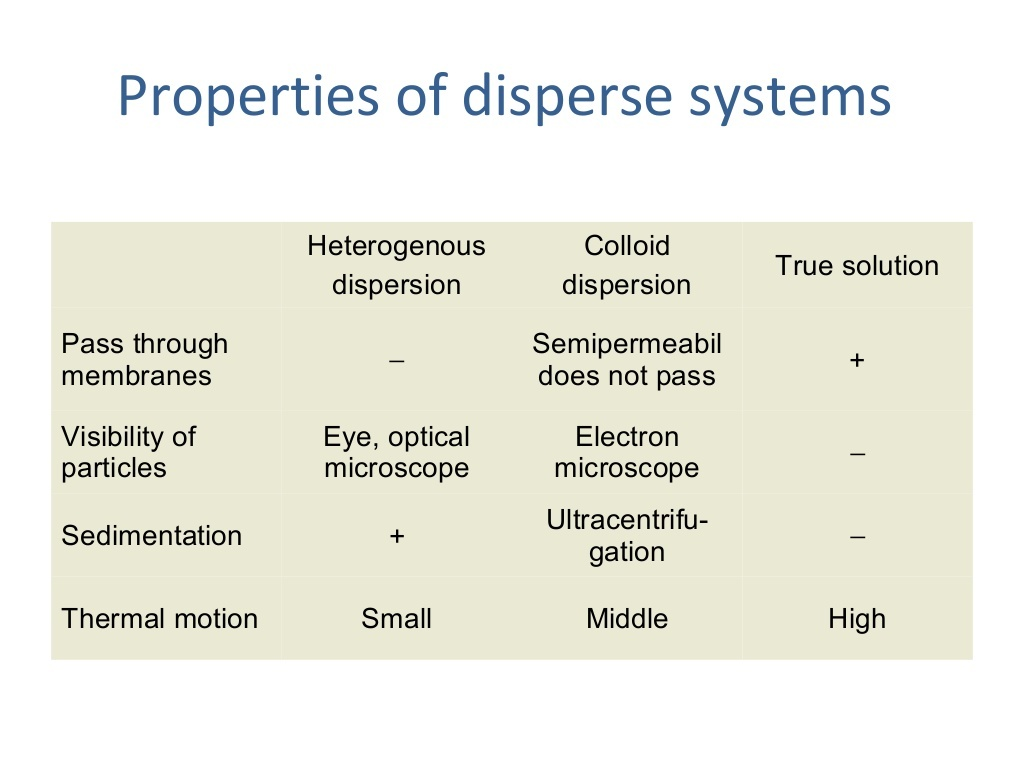 Properties of disperse systems
Heterogenous
dispersion
Colloid
dispersion
True solution
Pass through
membranes
–
Semipermeabil
does not pass
+
Visibility of
particles
Eye, optical
microscope
Electron
microscope
–
Sedimentation
+
Ultracentrifu-
gation
–
Thermal motion
Small
Middle
High